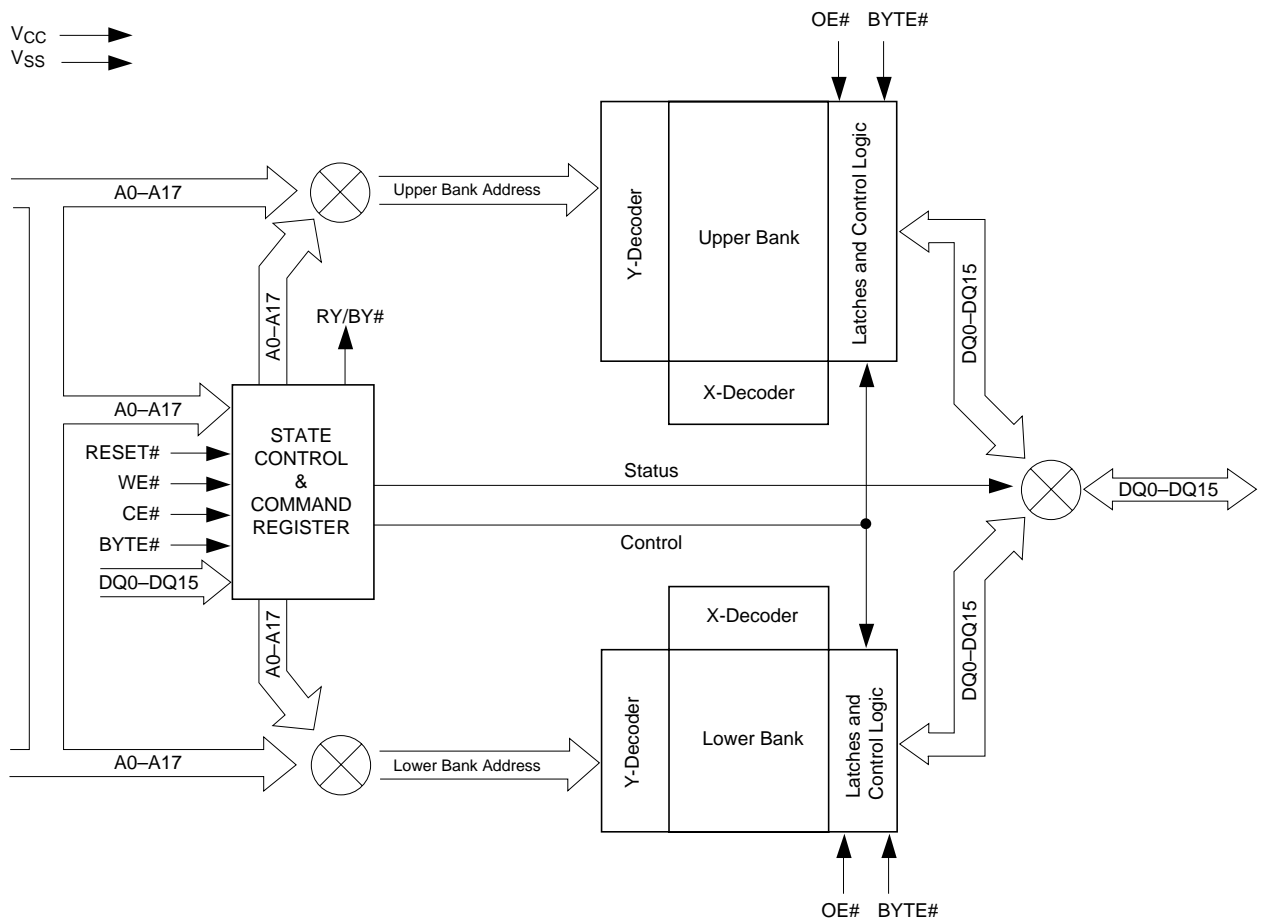 VCC
VSS
OE# BYTE#
A0–A17
Upper Bank Address
Y-Decoder
Upper Bank
Latches and Control Logic
X-Decoder
A0–A17
RY/BY#
DQ0–DQ15
A0–A17
RESET#
WE#
CE#
BYTE#
DQ0–DQ15
STATE
CONTROL
&
COMMAND
REGISTER
Status
Control
DQ0–DQ15
A0–A17
X-Decoder
DQ0–DQ15
A0–A17
Lower Bank Address
Y-Decoder
Lower Bank
Latches and
Control Logic
OE# BYTE#